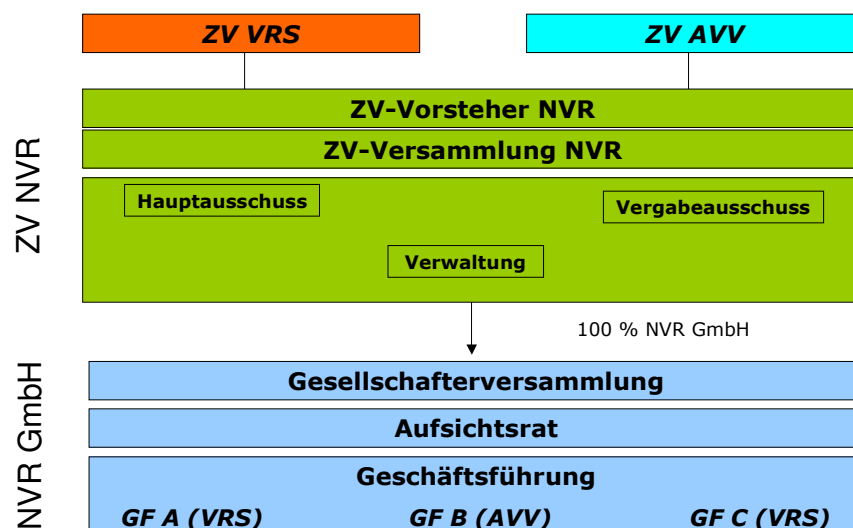 ZV VRS
ZV AVV
ZV NVR
ZV-Vorsteher NVR
ZV-Versammlung NVR
Hauptausschuss
Vergabeausschuss
Verwaltung
100 % NVR GmbH
NVR GmbH
Gesellschafterversammlung
Aufsichtsrat
Geschäftsführung
GF A (VRS)
GF B (AVV)
GF C (VRS)